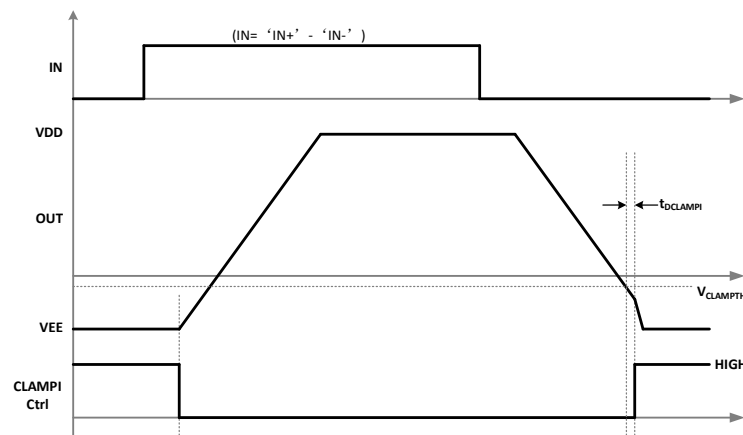 (IN= ‘IN+’ - ‘IN-’ )
IN
VDD
tDCLAMPI
OUT
VCLAMPTH
VEE
HIGH
CLAMPI
Ctrl